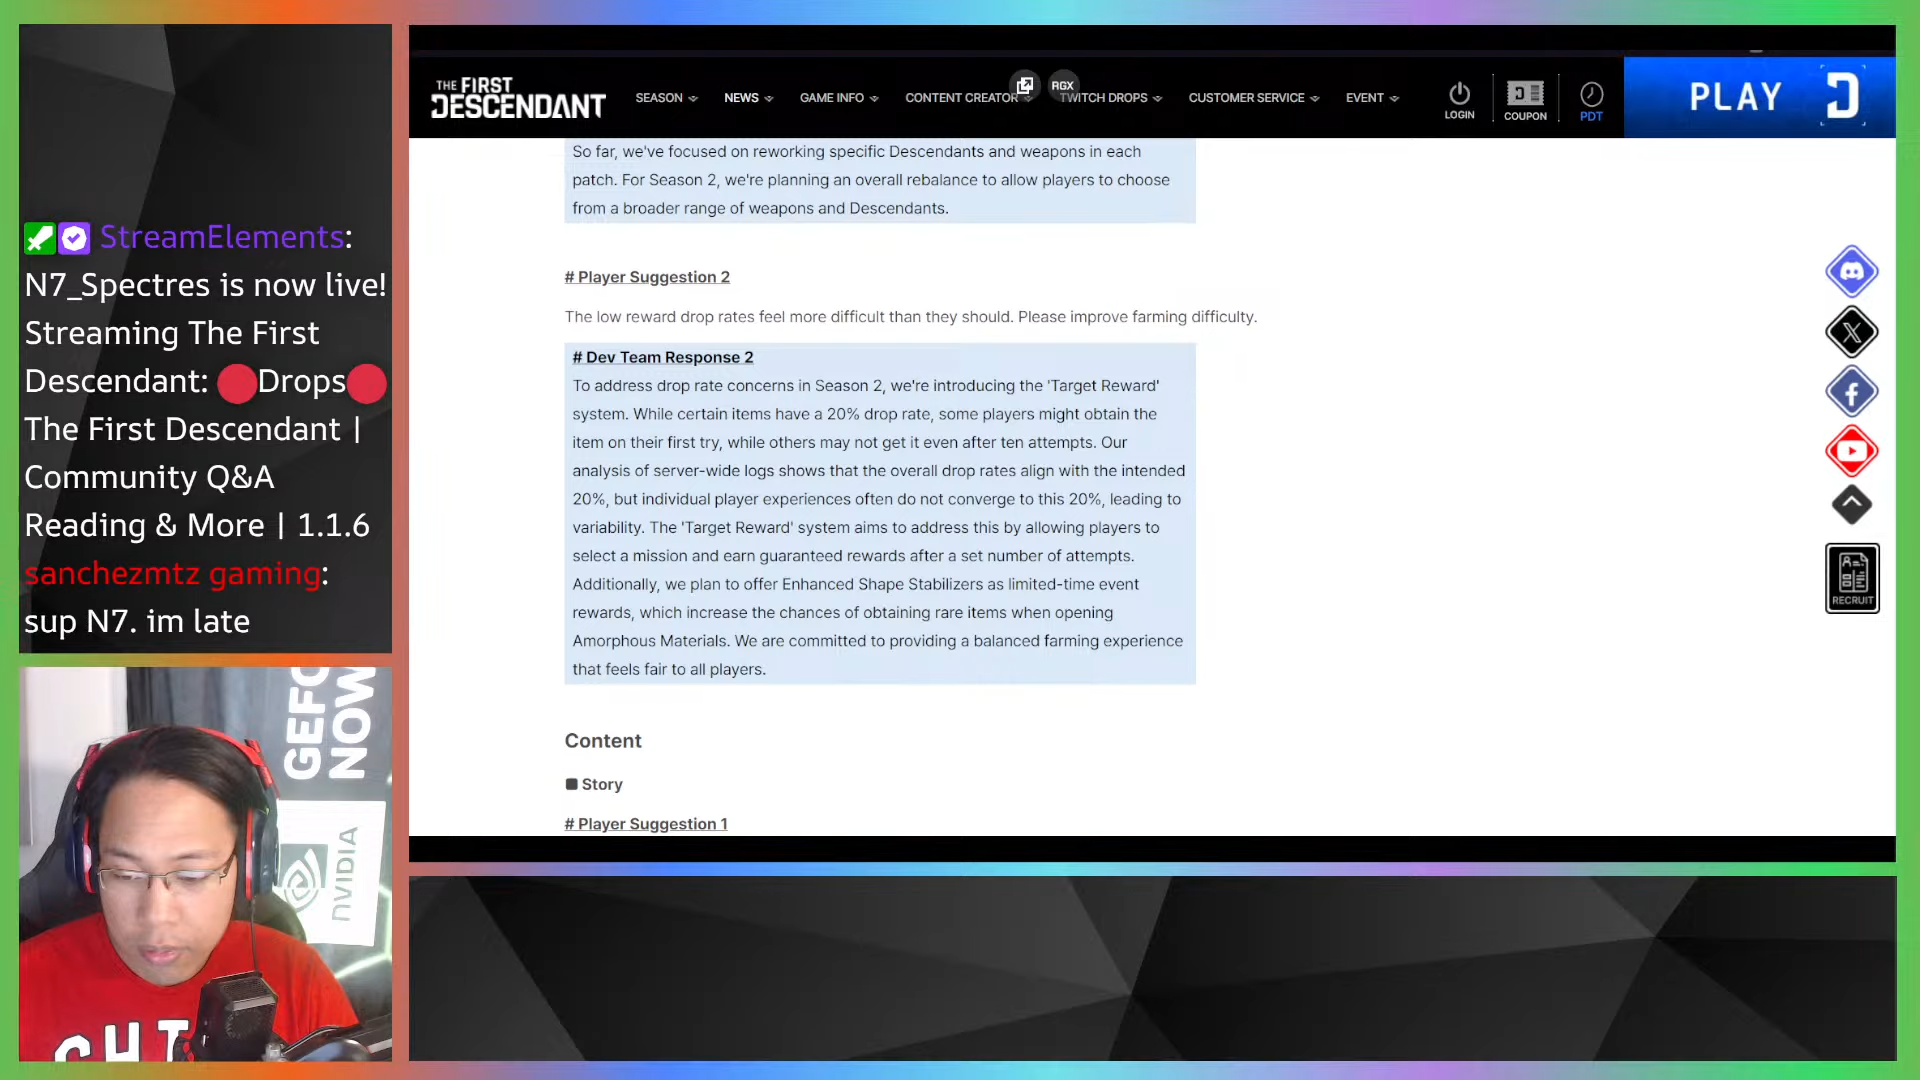 StreamElements:
N7_Spectres is now live!
Streaming The First
Descendant: 🔴Drops🔴
The First Descendant |
Community Q&A
Reading & More | 1.1.6
sanchezmtz gaming:
sup N7. im late
GEFO
NOW
NVIDIA
THE FIRST
DESCENDANT
SEASON
NEWS
GAME INFO
CONTENT CREATOR
RGX
TWITCH DROPS
CUSTOMER SERVICE
EVENT
LOGIN
COUPON
PDT
PLAY
So far, we've focused on reworking specific Descendants and weapons in each
patch. For Season 2, we're planning an overall rebalance to allow players to choose
from a broader range of weapons and Descendants.
# Player Suggestion 2
The low reward drop rates feel more difficult than they should. Please improve farming difficulty.
# Dev Team Response 2
To address drop rate concerns in Season 2, we're introducing the 'Target Reward'
system. While certain items have a 20% drop rate, some players might obtain the
item on their first try, while others may not get it even after ten attempts. Our
analysis of server-wide logs shows that the overall drop rates align with the intended
20%, but individual player experiences often do not converge to this 20%, leading to
variability. The 'Target Reward' system aims to address this by allowing players to
select a mission and earn guaranteed rewards after a set number of attempts.
Additionally, we plan to offer Enhanced Shape Stabilizers as limited-time event
rewards, which increase the chances of obtaining rare items when opening
Amorphous Materials. We are committed to providing a balanced farming experience
that feels fair to all players.
Content
Story
# Player Suggestion 1
RECRUIT